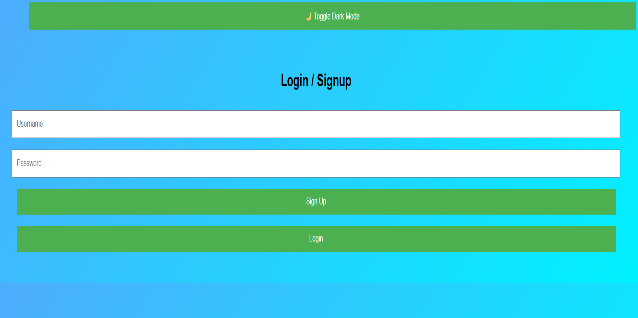 🌙 Toggle Dark Mode
Login / Signup
Username
Password
Sign Up
Login